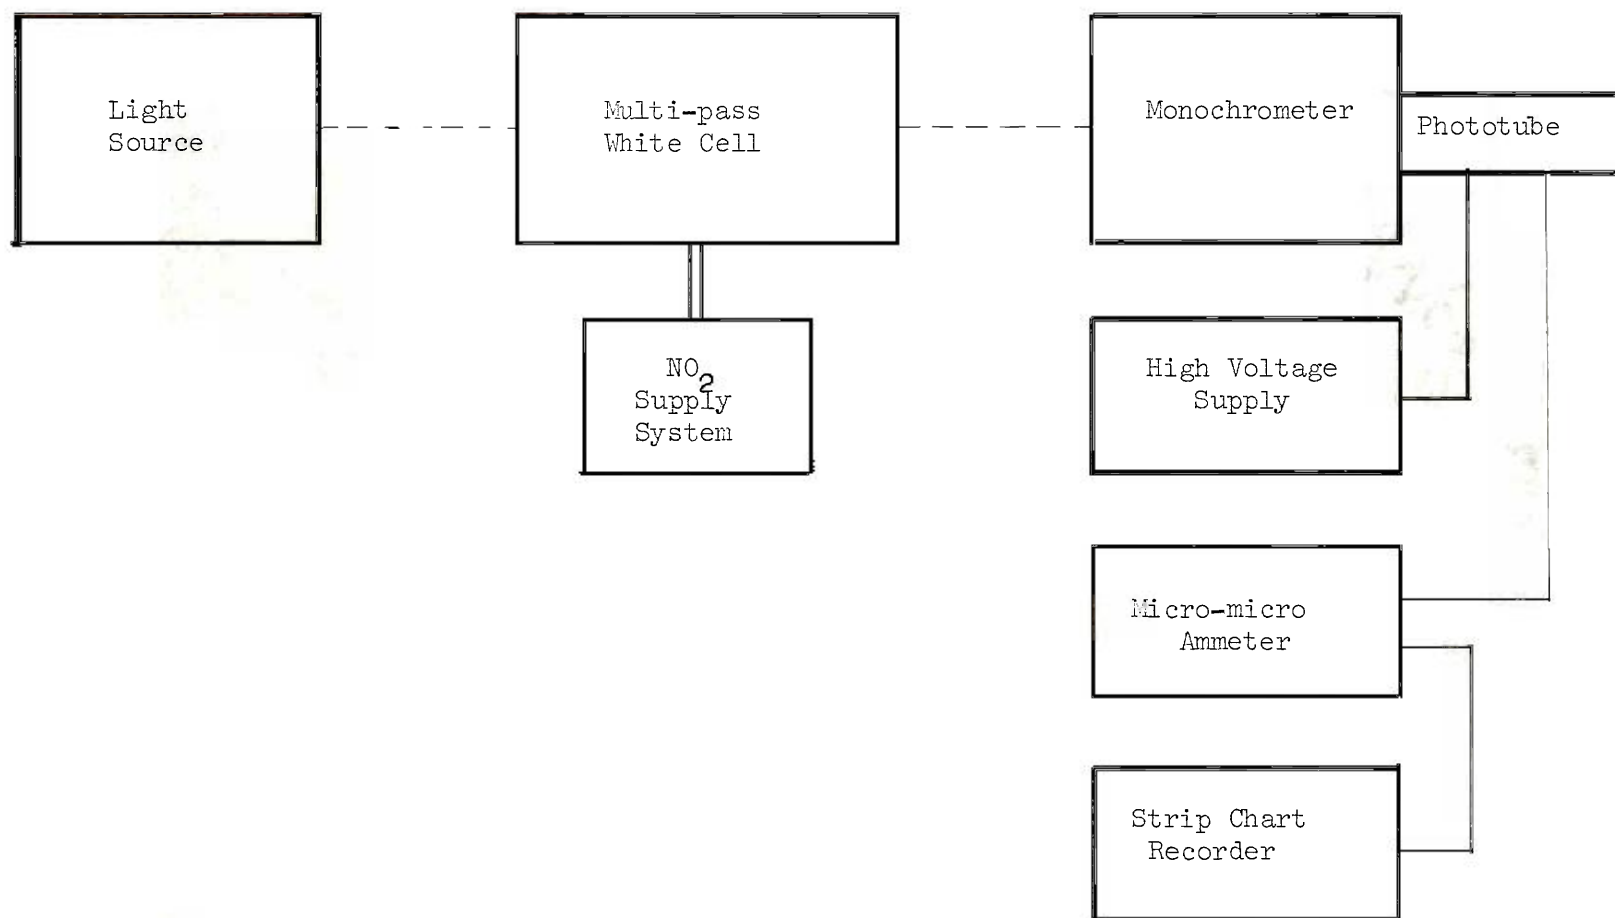 Light
Source
Multi-pass
White Cell
Monochrometer
Phototube
NO2
Supply
System
High Voltage
Supply
Micro-micro
Ammeter
Strip Chart
Recorder